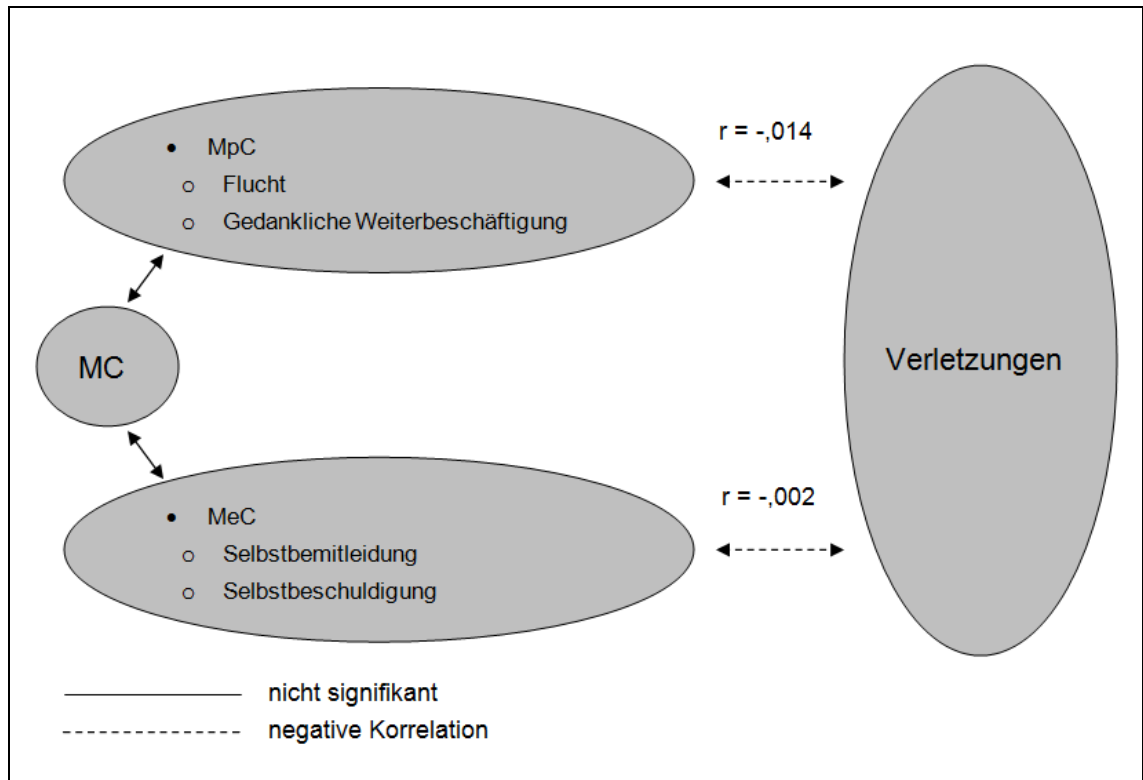 • MpC
o Flucht
o Gedankliche Weiterbeschäftigung
r = -,014
MC
Verletzungen
• MeC
o Selbstbemitleidung
o Selbstbeschuldigung
r = -,002
nicht signifikant
negative Korrelation